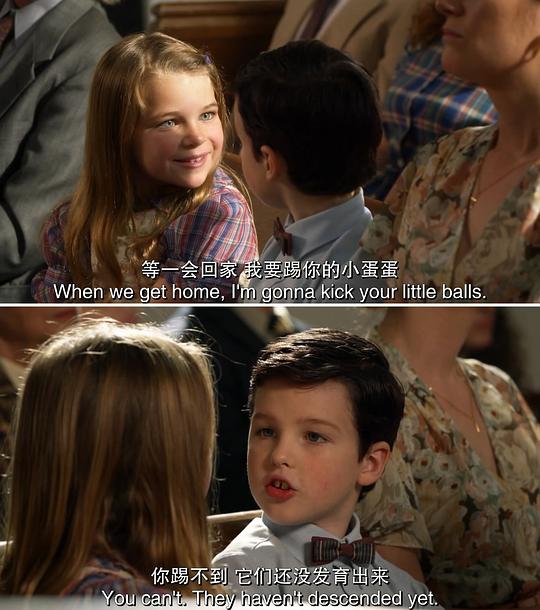 等一会回家 我要踢你的小蛋蛋
When we get home, I'm gonna kick your little balls.
你踢不到 它们还没发育出来
You can't. They haven't descended yet.